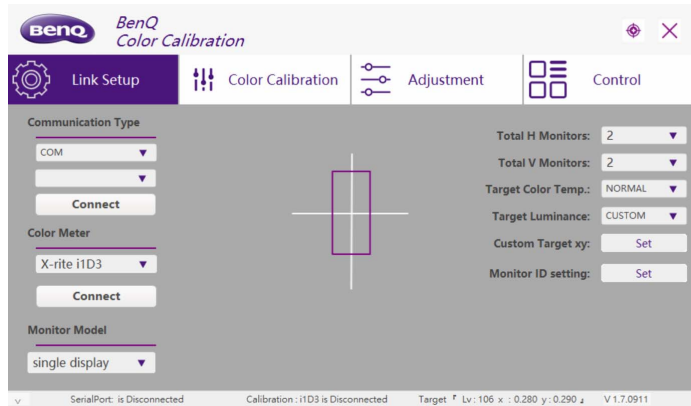 BenQ
BenQ
Color Calibration
Link Setup
Color Calibration
Adjustment
Control
Communication Type
COM
Connect
Color Meter
X-rite i1D3
Connect
Monitor Model
single display
Total H Monitors: 2
Total V Monitors: 2
Target Color Temp.: NORMAL
Target Luminance: CUSTOM
Custom Target xy: Set
Monitor ID setting: Set
SerialPort: is Disconnected
Calibration : i1D3 is Disconnected
Target 『 Lv : 106 x : 0.280 y : 0.290 』
V 1.7.0911